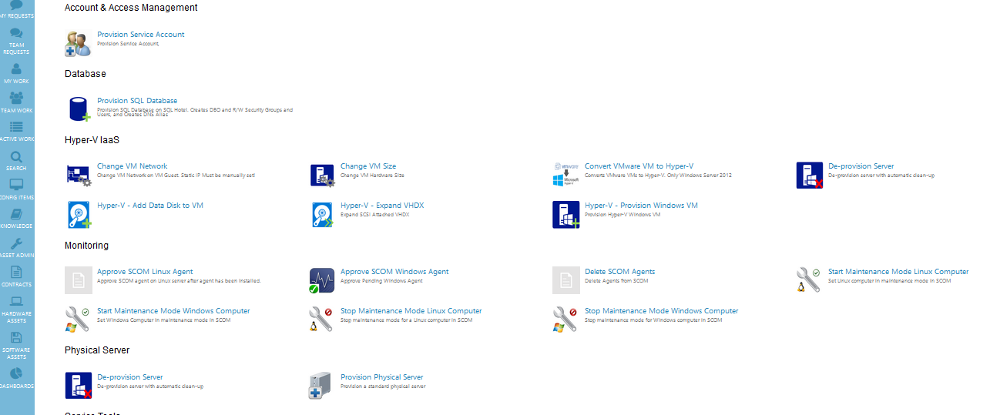 MY REQUESTS
TEAM
REQUESTS
MY WORK
TEAM WORK
ACTIVE WORK
SEARCH
CONFIG ITEMS
KNOWLEDGE
ASSET ADMIN
CONTRACTS
HARDWARE
ASSETS
SOFTWARE
ASSETS
DASHBOARDS
Account & Access Management
Provision Service Account
Provision Service Account,
Database
Provision SQL Database
Provision SQL Database on SQL Hotel. Creates DBO and R/W Security Groups and
Users, and Creates DNS Alias
Hyper-V IaaS
Change VM Network
Change VM Network on VM Guest. Static IP Must be manually set!
Change VM Size
Change VM Hardware Size
vmware
Microsoft
Hyper-V
Convert VMware VM to Hyper-V
Converts VMware VMs to Hyper-V. Only Windows Server 2012
De-provision Server
De-provision server with automatic clean-up
Hyper-V - Add Data Disk to VM
Hyper-V - Expand VHDX
Expand SCSI Attached VHDX
Hyper-V - Provision Windows VM
Provision Hyper-V Windows VM
Monitoring
Approve SCOM Linux Agent
Approve SCOM agent on Linux server after agent has been installed.
Approve SCOM Windows Agent
Approve Pending Windows Agent
Delete SCOM Agents
Delete Agents from SCOM
Start Maintenance Mode Linux Computer
Set Linux computer in maintenance mode in SCOM
Start Maintenance Mode Windows Computer
Set Windows Computer in maintenance mode in SCOM
Stop Maintenance Mode Linux Computer
Stop maintenance mode for a Linux computer in SCOM
Stop Maintenance Mode Windows Computer
Stop maintenance mode for Windows computer in SCOM
Physical Server
De-provision Server
De-provision server with automatic clean-up
Provision Physical Server
Provision a standard physical server
Service Tools